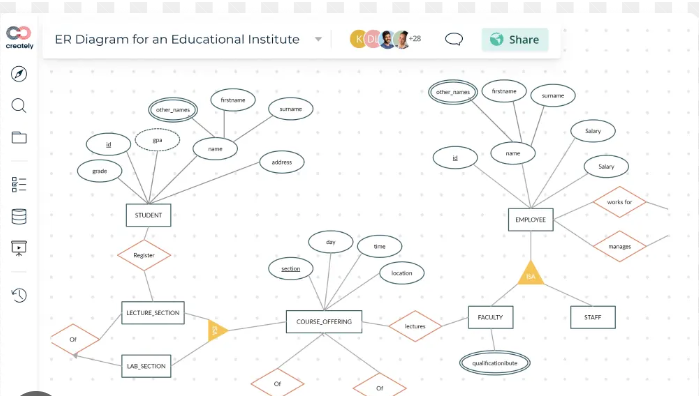 ER Diagram for an Educational Institute
K
DL
+28
Share
creately
other_names
firstname
surname
id
gpa
name
grade
address
STUDENT
Register
LECTURE_SECTION
Of
LAB_SECTION
day
time
section
location
COURSE_OFFERING
lectures
Of
Of
other_names
firstname
surname
Salary
id
name
Salary
works for
EMPLOYEE
manages
ISA
FACULTY
STAFF
qualificationibute